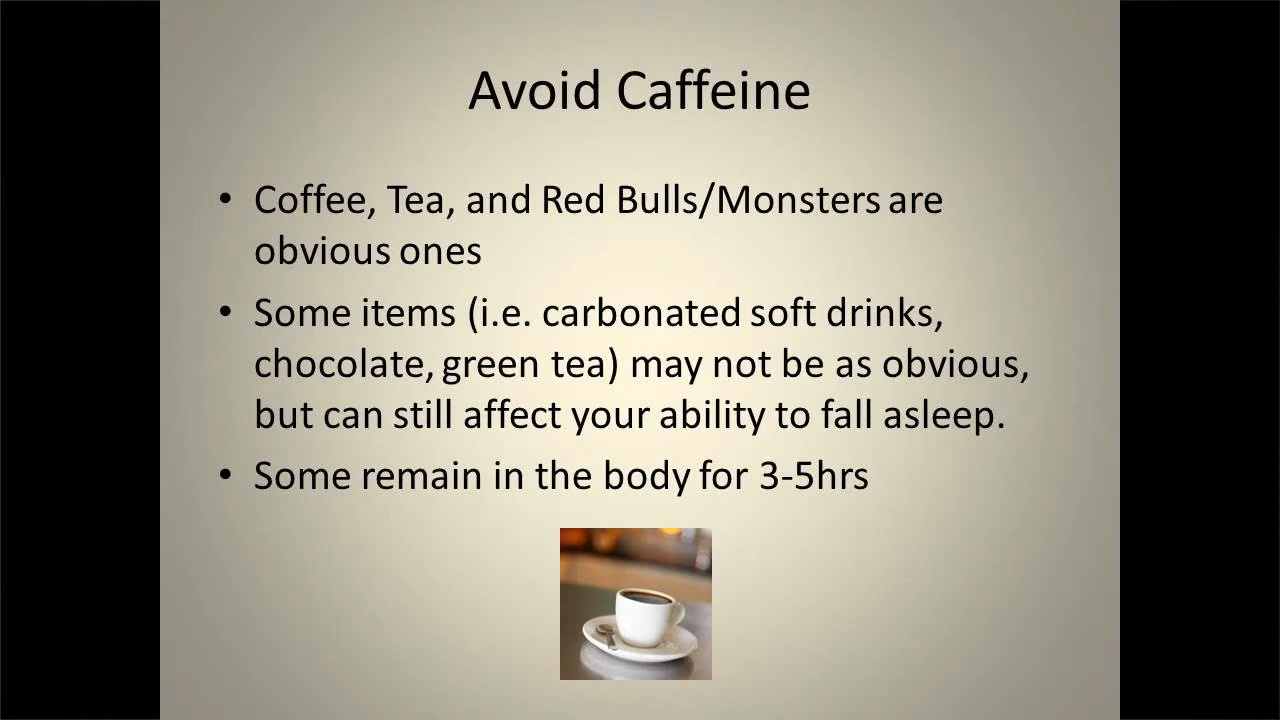 Avoid Caffeine
• Coffee, Tea, and Red Bulls/Monsters are
obvious ones
• Some items (i.e. carbonated soft drinks,
chocolate, green tea) may not be as obvious,
but can still affect your ability to fall asleep.
• Some remain in the body for 3-5hrs